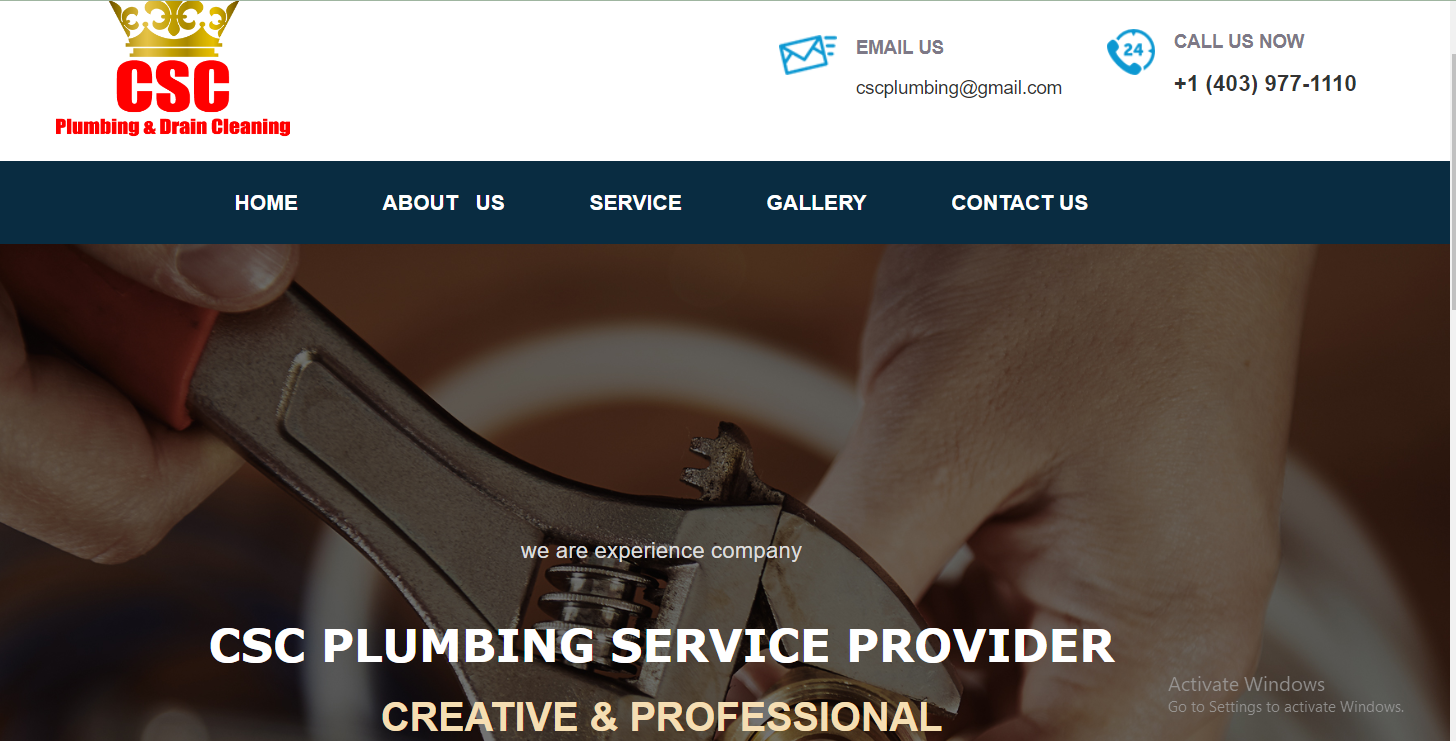 CSC
Plumbing & Drain Cleaning
EMAIL US
cscplumbing@gmail.com
24
CALL US NOW
+1 (403) 977-1110
HOME ABOUT US SERVICE GALLERY CONTACT US
we are experience company
CSC PLUMBING SERVICE PROVIDER
CREATIVE & PROFESSIONAL
Activate Windows
Go to Settings to activate Windows.